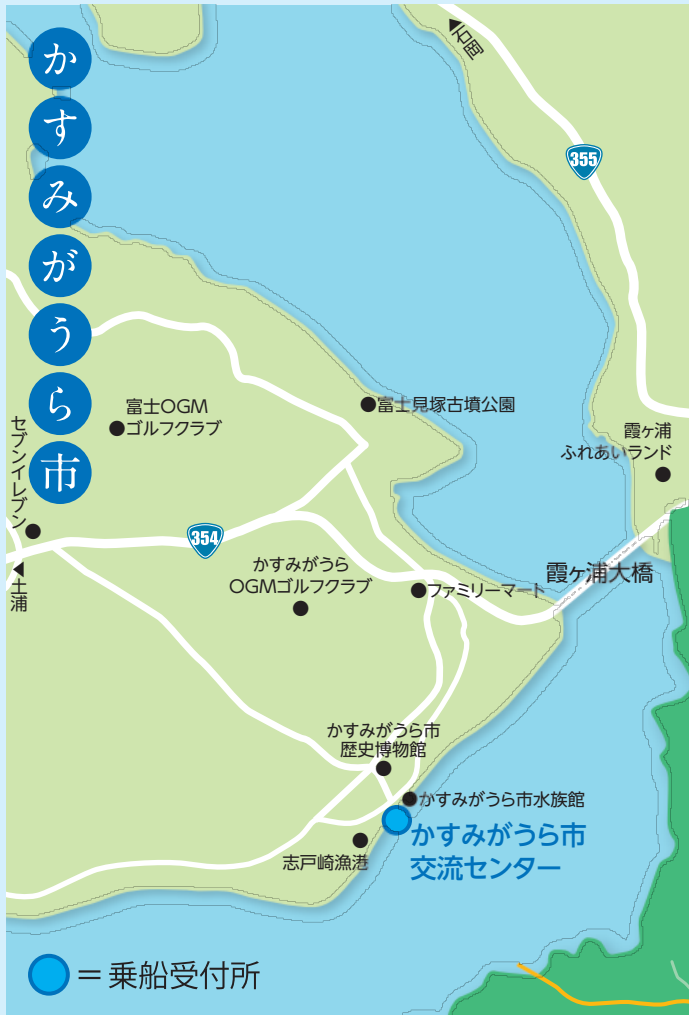 かすみがうら市
▲石岡
355
富士OGM
ゴルフクラブ
富士見塚古墳公園
霞ヶ浦
ふれあいランド
セブンイレブン
354
◀土浦
かすみがうら
OGMゴルフクラブ
ファミリーマート
霞ヶ浦大橋
かすみがうら市
歴史博物館
かすみがうら市水族館
かすみがうら市
交流センター
志戸崎漁港
＝乗船受付所